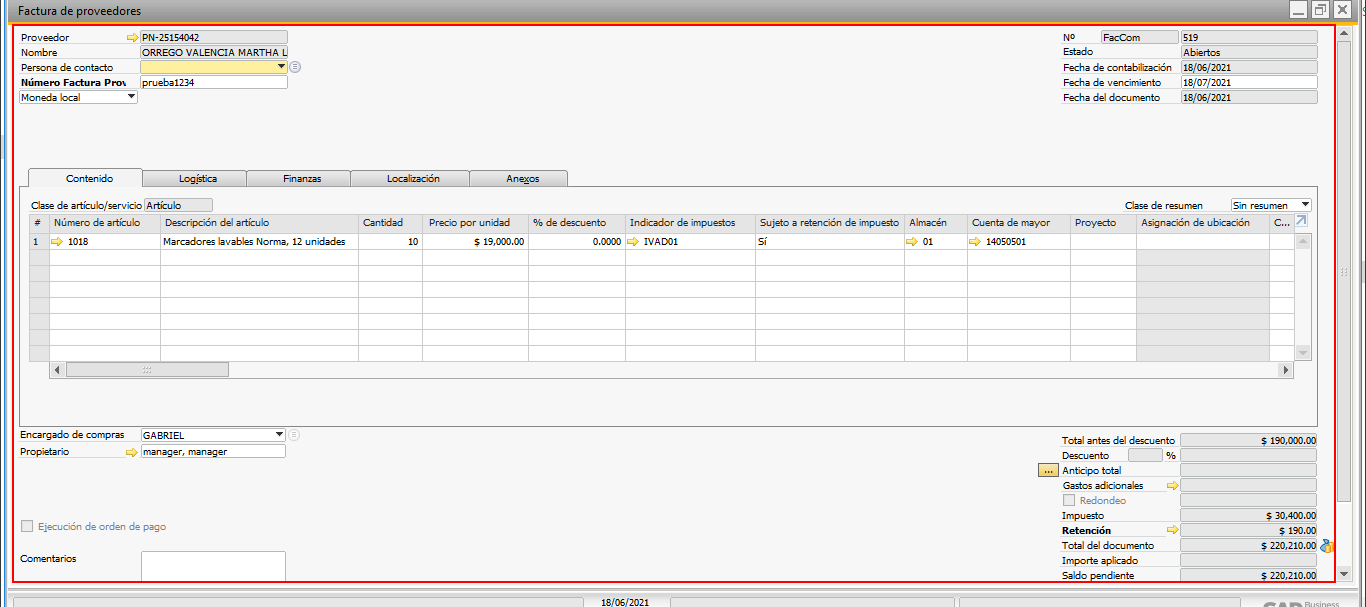 Factura de proveedores
Proveedor PN-25154042
Nombre ORREGO VALENCIA MARTHA L
Persona de contacto
Número Factura Prov prueba1234
Moneda local
Nº FacCom 519
Estado Abiertos
Fecha de contabilización 18/06/2021
Fecha de vencimiento 18/07/2021
Fecha del documento 18/06/2021
Contenido Logística Finanzas Localización Anexos
Clase de artículo/servicio Artículo
Clase de resumen Sin resumen
# Número de artículo Descripción del artículo Cantidad Precio por unidad % de descuento Indicador de impuestos Sujeto a retención de impuesto Almacén Cuenta de mayor Proyecto Asignación de ubicación C...
1 1018 Marcadores lavables Norma, 12 unidades 10 $ 19,000.00 0.0000 IVAD01 Sí 01 14050501
Encargado de compras GABRIEL
Propietario manager, manager
Ejecución de orden de pago
Comentarios
Total antes del descuento $ 190,000.00
Descuento %
... Anticipo total
Gastos adicionales
Redondeo
Impuesto $ 30,400.00
Retención $ 190.00
Total del documento $ 220,210.00
Importe aplicado
Saldo pendiente $ 220,210.00
18/06/2021
SAP Business